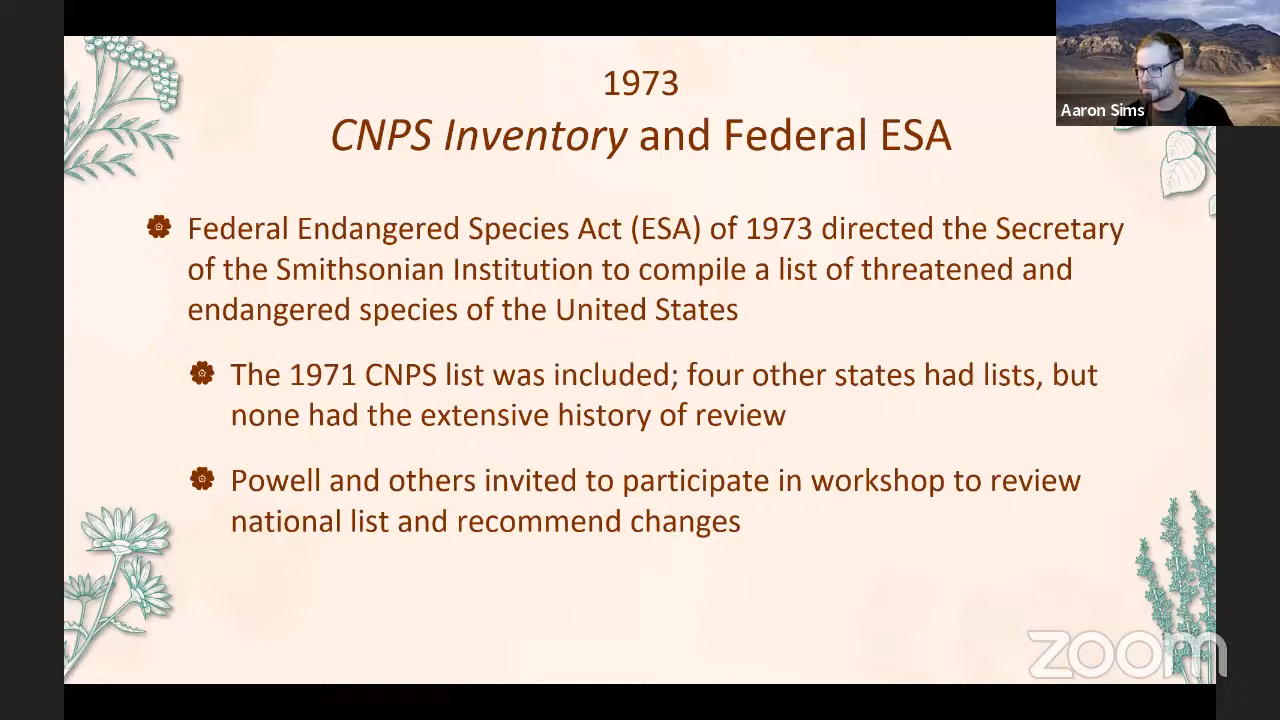 1973
CNPS Inventory and Federal ESA
Aaron Sims
Federal Endangered Species Act (ESA) of 1973 directed the Secretary
of the Smithsonian Institution to compile a list of threatened and
endangered species of the United States
The 1971 CNPS list was included; four other states had lists, but
none had the extensive history of review
Powell and others invited to participate in workshop to review
national list and recommend changes
zoom